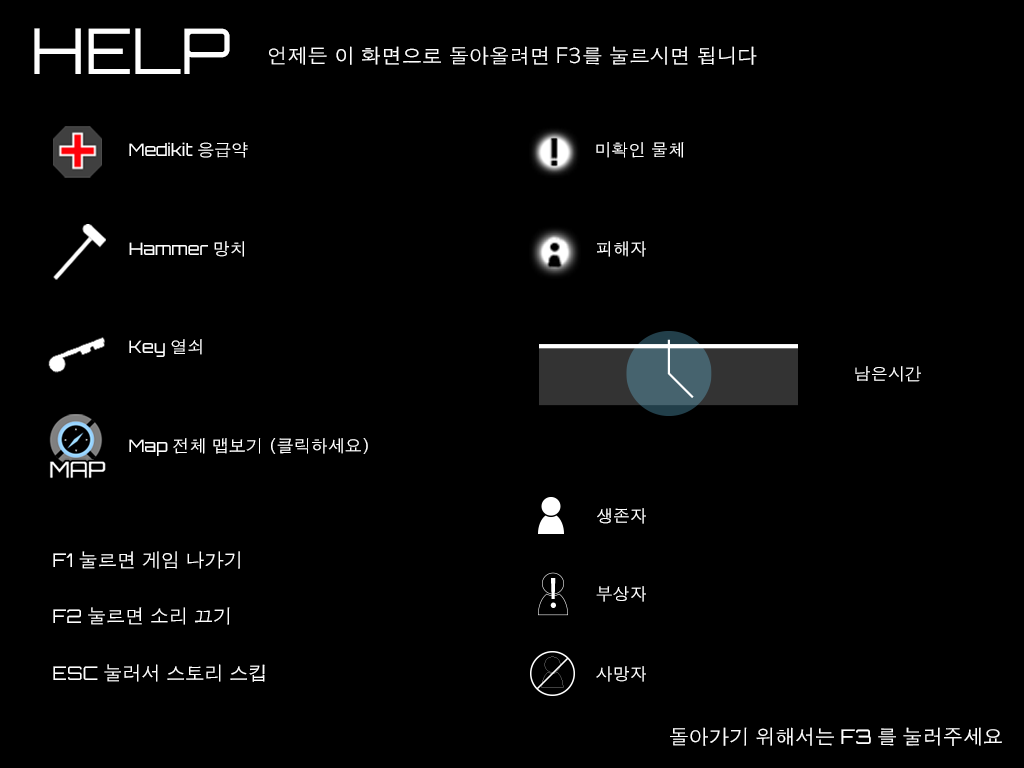 HELP
언제든 이 화면으로 돌아올려면 F3를 눌르시면 됩니다
Medikit 응급약
Hammer 망치
Key 열쇠
MAP
Map 전체 맵보기 (클릭하세요)
F1 눌르면 게임 나가기
F2 눌르면 소리 끄기
ESC 눌러서 스토리 스킵
미확인 물체
피해자
남은시간
생존자
부상자
사망자
돌아가기 위해서는 F3 를 눌러주세요